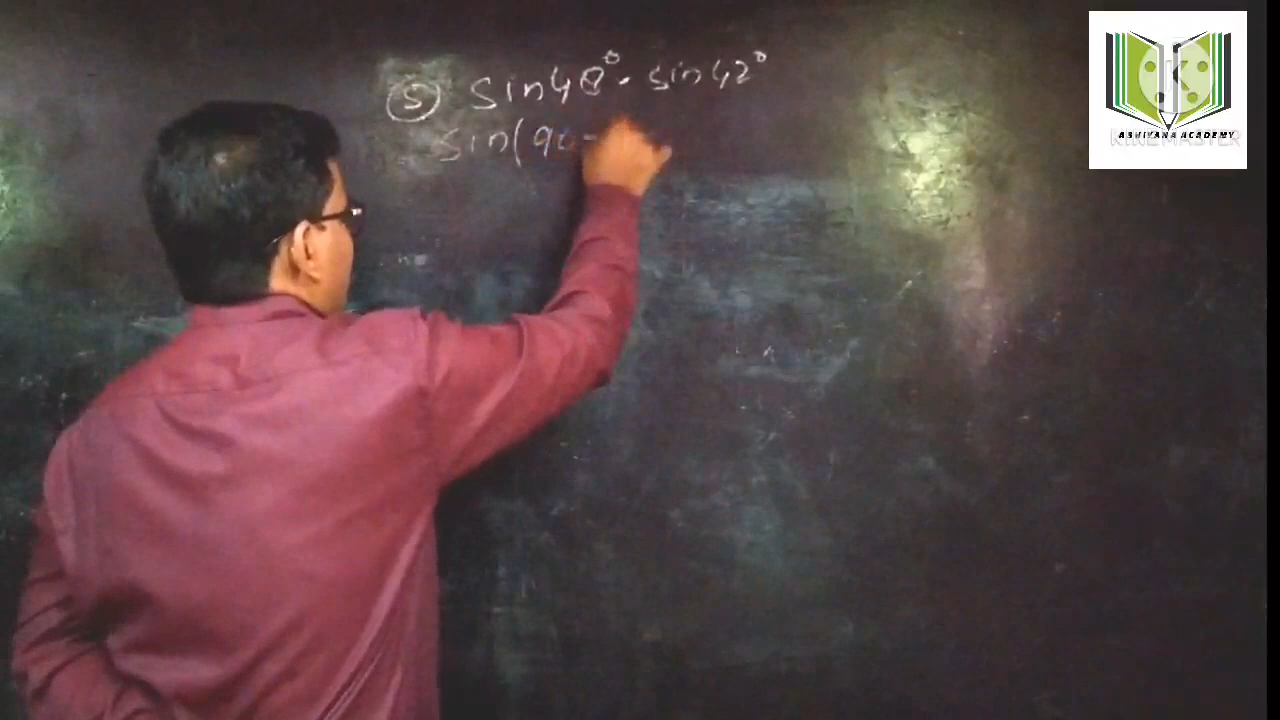 ⑤ Sin48° . Sin42°
Sin(90-
K
ASHIYANA ACADEMY
KINEMASTER